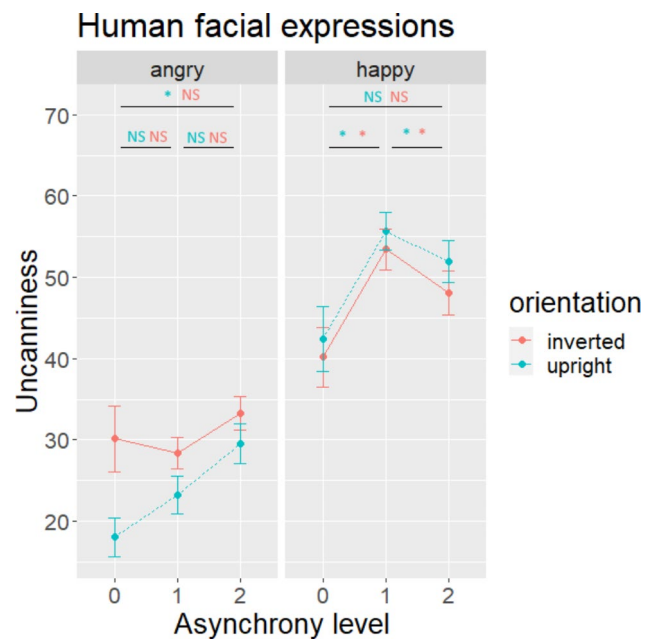 Human facial expressions
angry
happy
* NS
NS NS
NS NS
NS NS
* *
* *
70
60
50
40
30
20
Uncanniness
0 1 2
0 1 2
Asynchrony level
orientation
inverted
upright